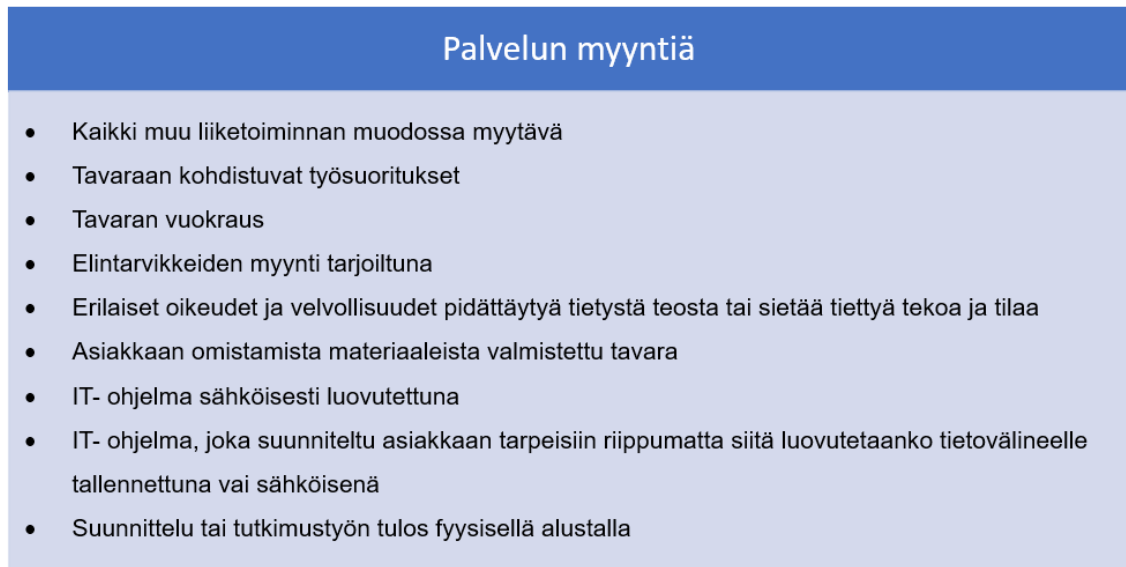 Palvelun myyntiä
• Kaikki muu liiketoiminnan muodossa myytävä
• Tavaraan kohdistuvat työsuoritukset
• Tavaran vuokraus
• Elintarvikkeiden myynti tarjoiltuna
• Erilaiset oikeudet ja velvollisuudet pidättäytyä tietystä teosta tai sietää tiettyä tekoa ja tilaa
• Asiakkaan omistamista materiaaleista valmistettu tavara
• IT- ohjelma sähköisesti luovutettuna
• IT- ohjelma, joka suunniteltu asiakkaan tarpeisiin riippumatta siitä luovutetaanko tietovälineelle
tallennettuna vai sähköisenä
• Suunnittelu tai tutkimustyön tulos fyysisellä alustalla